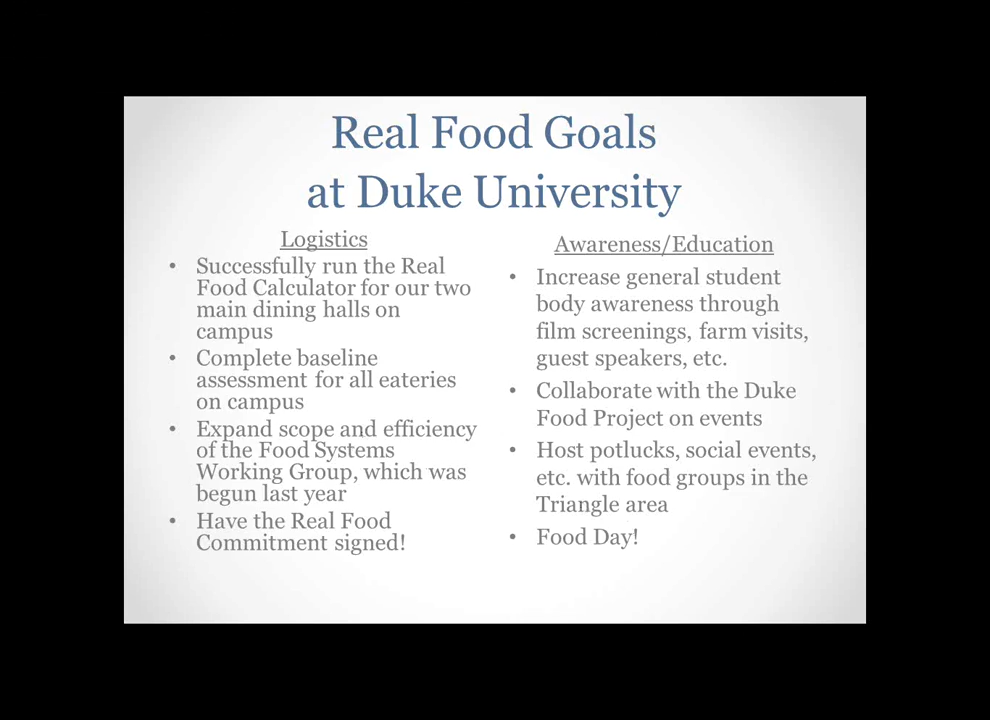 Real Food Goals
at Duke University
Logistics
• Successfully run the Real
Food Calculator for our two
main dining halls on
campus
• Complete baseline
assessment for all eateries
on campus
• Expand scope and efficiency
of the Food Systems
Working Group, which was
begun last year
• Have the Real Food
Commitment signed!
Awareness/Education
• Increase general student
body awareness through
film screenings, farm visits,
guest speakers, etc.
• Collaborate with the Duke
Food Project on events
• Host potlucks, social events,
etc. with food groups in the
Triangle area
• Food Day!